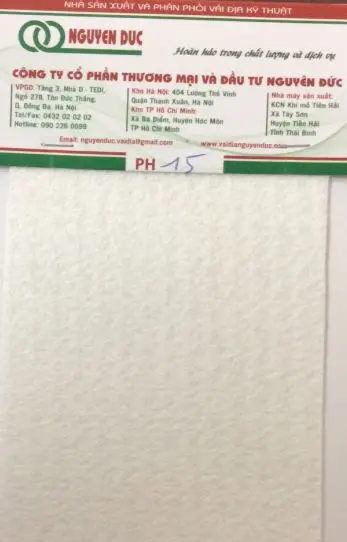 NHÀ SẢN XUẤT VÀ PHÂN PHỐI VẢI ĐỊA KỸ THUẬT
NGUYEN DUC
Hoàn hảo trong chất lượng và dịch vụ
CÔNG TY CỔ PHẦN THƯƠNG MẠI VÀ ĐẦU TƯ NGUYÊN ĐỨC
VPGD: Tầng 3, Nhà D - TEDI,
Ngõ 278, Tôn Đức Thắng,
Q. Đống Đa, Hà Nội
Tel/Fax: 0432 02 02 02
Hotline: 090 226 0099
Kho Hà Nội: 404 Lương Thế Vinh
Quận Thanh Xuân, Hà Nội
Kho TP Hồ Chí Minh:
Xã Bà Điểm, Huyện Hóc Môn
TP Hồ Chí Minh
Nhà máy sản xuất:
KCN Khí mỏ Tiền Hải
Xã Tây Sơn
Huyện Tiền Hải
Tỉnh Thái Bình
Email: nguyenduc.vaidia@gmail.com
www.vaidianguyenduc.com
PH 15